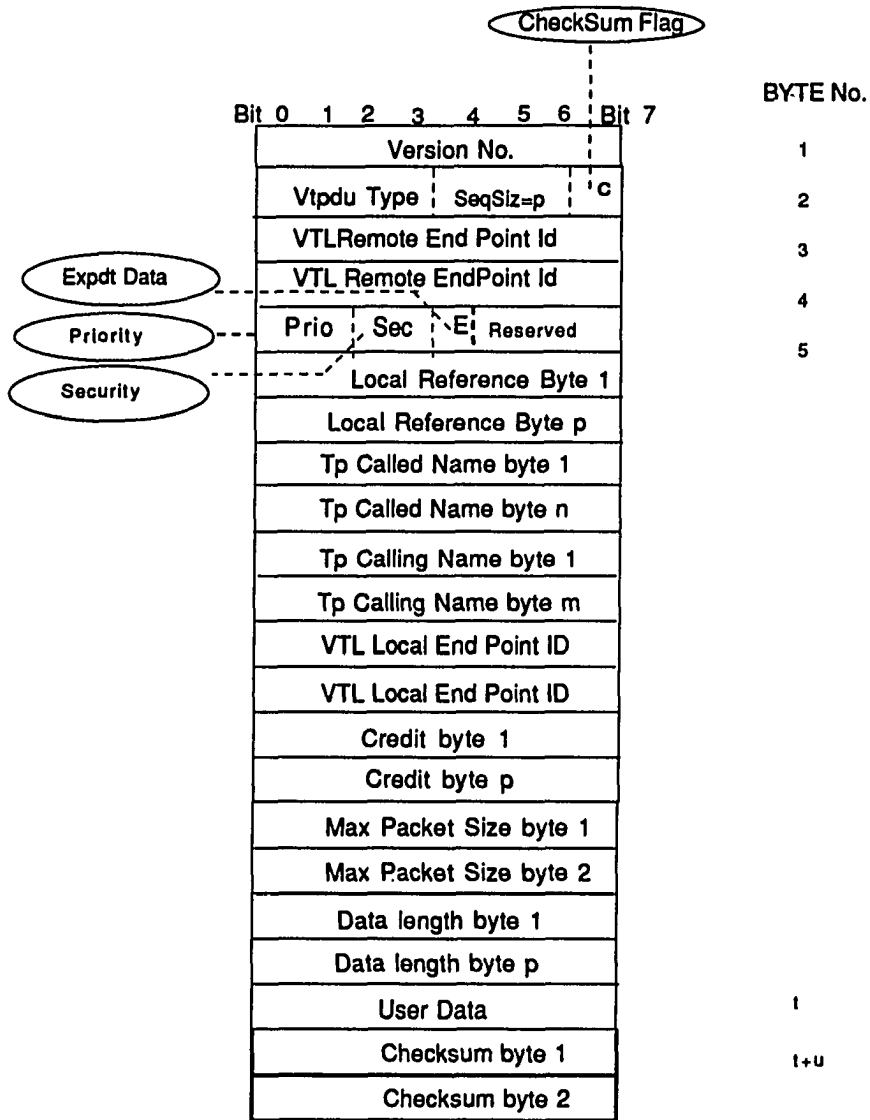 CheckSum Flag
BYTE No.
Bit 0 1 2 3 4 5 6 Bit 7
Version No. 1
Vtpdu Type SeqSiz=p C 2
VTLRemote End Point Id 3
Expdt Data VTL Remote EndPoint Id 4
Priority Prio Sec E Reserved 5
Security Local Reference Byte 1
Local Reference Byte p
Tp Called Name byte 1
Tp Called Name byte n
Tp Calling Name byte 1
Tp Calling Name byte m
VTL Local End Point ID
VTL Local End Point ID
Credit byte 1
Credit byte p
Max Packet Size byte 1
Max Packet Size byte 2
Data length byte 1
Data length byte p
User Data t
Checksum byte 1 t+u
Checksum byte 2